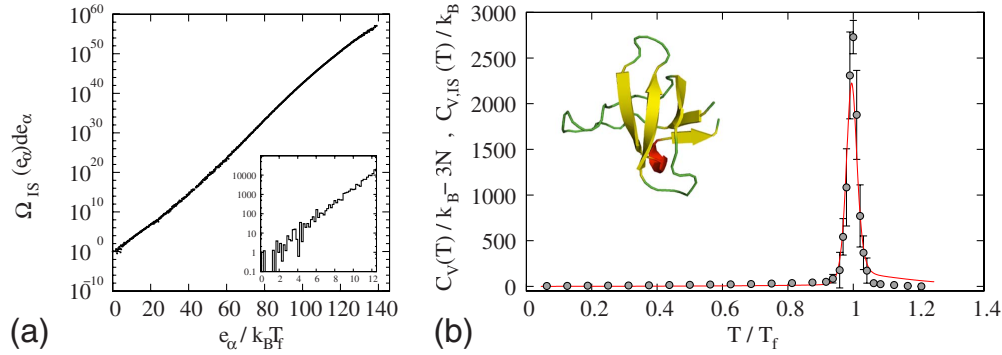 10^60
10^50
10^40
10^30
10^20
10^10
10^0
10^-10
Ω_IS (e_α)de_α
10000
1000
100
10
1
0.1
0 2 4 6 8 10 12
0 20 40 60 80 100 120 140
e_α / k_B T_f
(a)
3000
2500
2000
1500
1000
500
0
C_V(T) / k_B − 3N , C_V,IS (T) / k_B
0 0.2 0.4 0.6 0.8 1 1.2 1.4
T / T_f
(b)